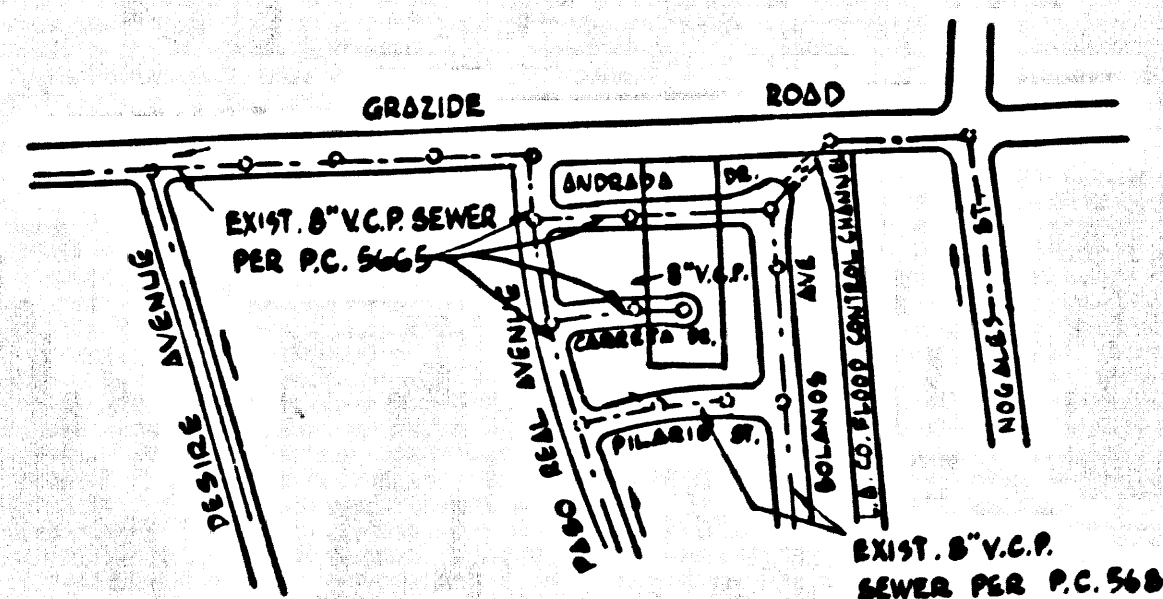 GRAZIDE ROAD
ANDRADA DR.
EXIST. 8" V.C.P. SEWER
PER P.C. 5665
8" V.C.P.
CARRETA DR.
PILARIO ST.
DESIRE AVENUE
PASO REAL AVENUE
BOLANOS AVE
L.A. CO. FLOOD CONTROL CHANNEL
NOGALES ST
EXIST. 8" V.C.P.
SEWER PER P.C. 568